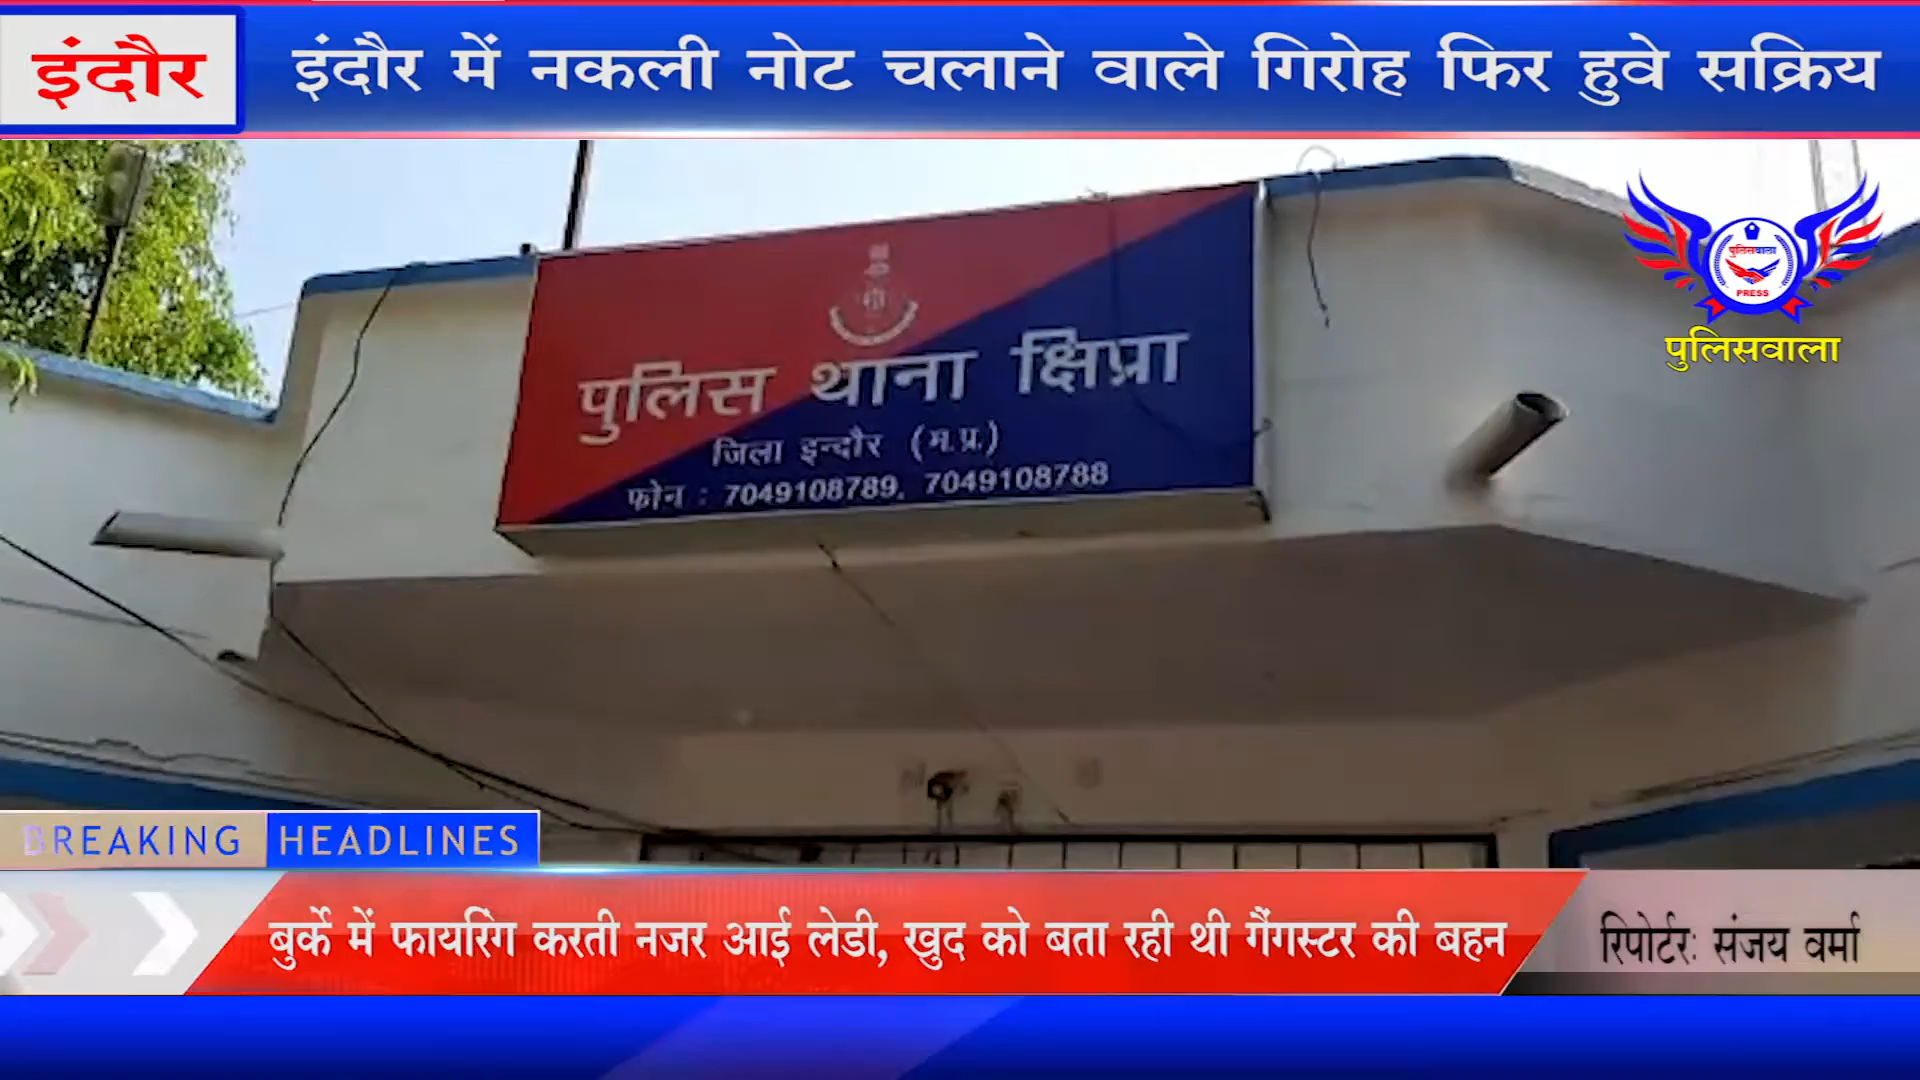 इंदौर
इंदौर में नकली नोट चलाने वाले गिरोह फिर हुवे सक्रिय
पुलिसवाला
PRESS
पुलिसवाला
पुलिस थाना क्षिप्रा
जिला इन्दौर (म.प्र.)
फोन : 7049108789, 7049108788
BREAKING HEADLINES
बुर्के में फायरिंग करती नजर आई लेडी, खुद को बता रही थी गैंगस्टर की बहन
रिपोर्टर: संजय वर्मा